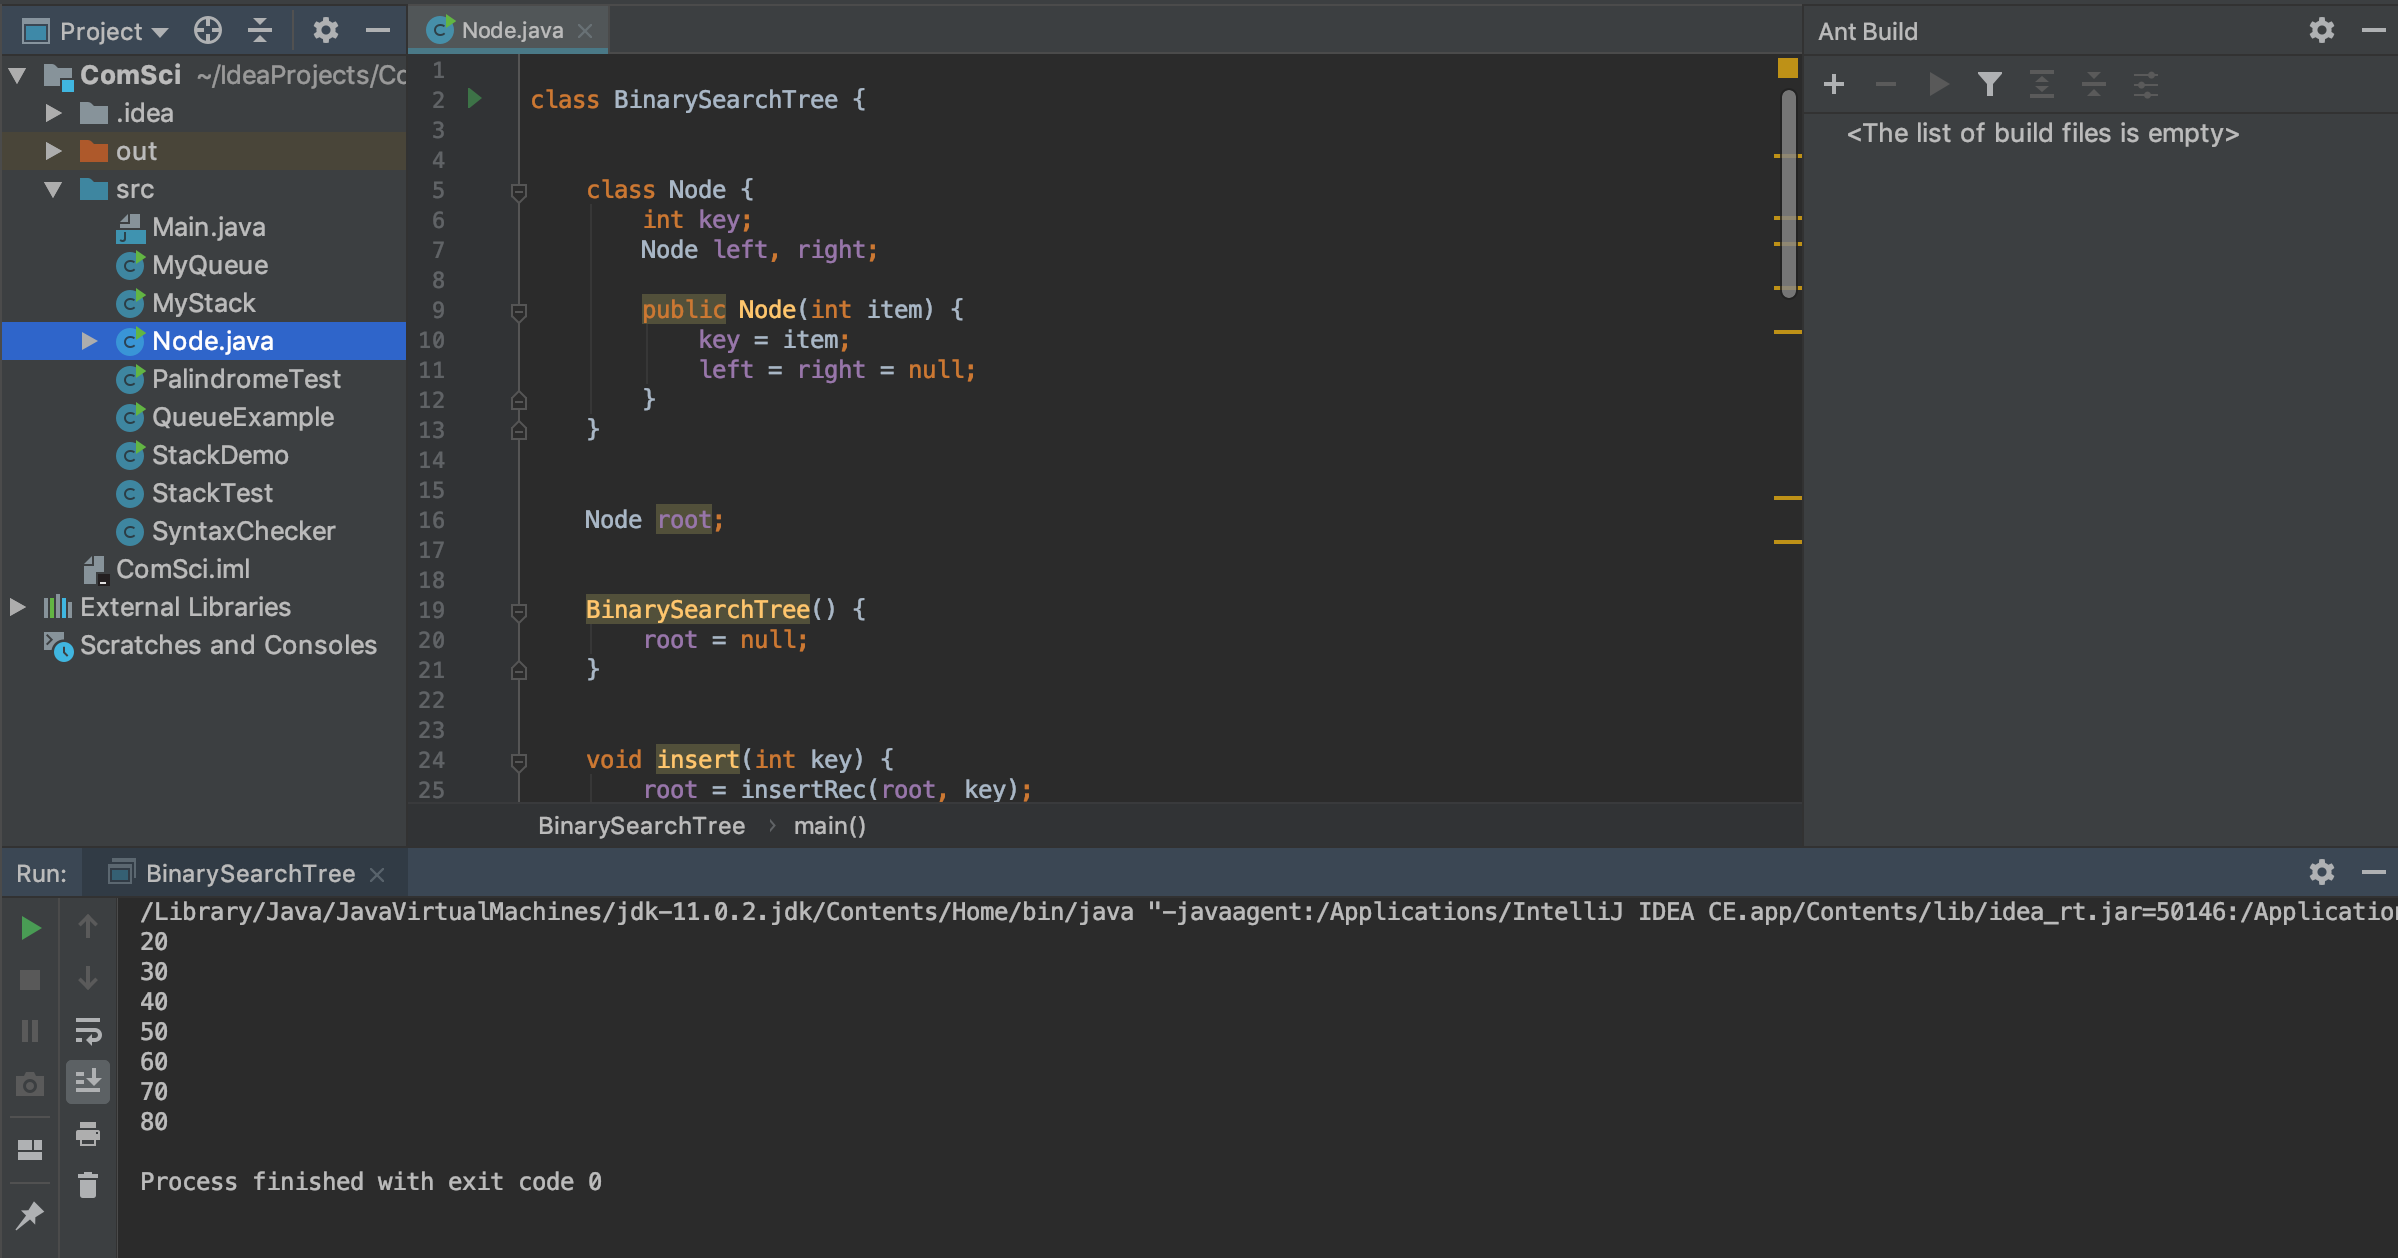 Project
ComSci ~/IdeaProjects/Co
.idea
out
src
Main.java
MyQueue
MyStack
Node.java
PalindromeTest
QueueExample
StackDemo
StackTest
SyntaxChecker
ComSci.iml
External Libraries
Scratches and Consoles
Node.java
1
2 class BinarySearchTree {
3
4
5 class Node {
6 int key;
7 Node left, right;
8
9 public Node(int item) {
10 key = item;
11 left = right = null;
12 }
13 }
14
15
16 Node root;
17
18
19 BinarySearchTree() {
20 root = null;
21 }
22
23
24 void insert(int key) {
25 root = insertRec(root, key);
BinarySearchTree › main()
Ant Build
<The list of build files is empty>
Run: BinarySearchTree
/Library/Java/JavaVirtualMachines/jdk-11.0.2.jdk/Contents/Home/bin/java "-javaagent:/Applications/IntelliJ IDEA CE.app/Contents/lib/idea_rt.jar=50146:/Application
20
30
40
50
60
70
80
Process finished with exit code 0